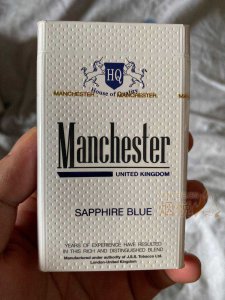 HQ
House of Quality
MANCHESTER MANCHESTER
Manchester
UNITED KINGDOM
SAPPHIRE BLUE
YEARS OF EXPERIENCE HAVE RESULTED
IN THIS RICH AND DISTINGUISHED BLEND
Manufactured under authority of J.S.S. Tobacco Ltd.
London-United Kingdom